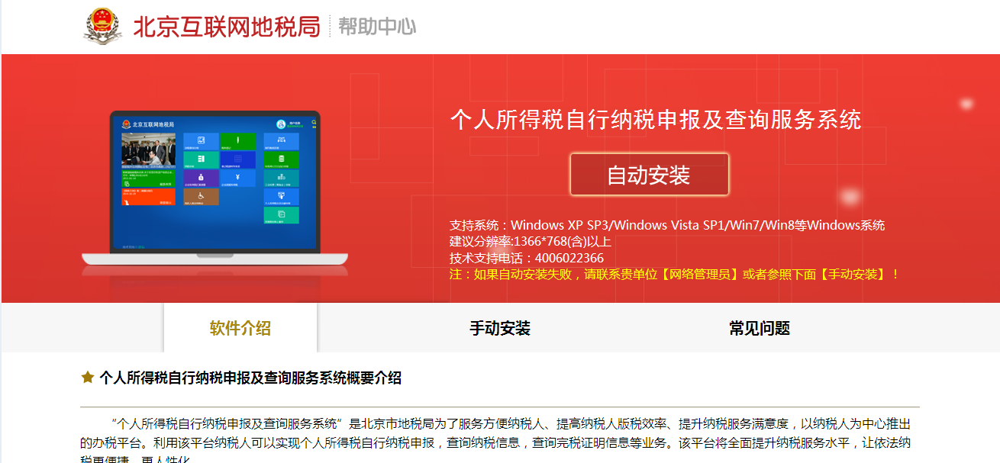 北京互联网地税局 帮助中心
北京互联网地税局
个人所得税自行纳税申报及查询服务系统
自动安装
支持系统：Windows XP SP3/Windows Vista SP1/Win7/Win8等Windows系统
建议分辨率:1366*768(含)以上
技术支持电话：4006022366
注：如果自动安装失败，请联系贵单位【网络管理员】或者参照下面【手动安装】！
软件介绍 手动安装 常见问题
个人所得税自行纳税申报及查询服务系统概要介绍
“个人所得税自行纳税申报及查询服务系统”是北京市地税局为了服务方便纳税人、提高纳税人版税效率、提升纳税服务满意度，以纳税人为中心推出
的办税平台。利用该平台纳税人可以实现个人所得税自行纳税申报，查询纳税信息，查询完税证明信息等业务。该平台将全面提升纳税服务水平，让依法纳
税更便捷、更人性化